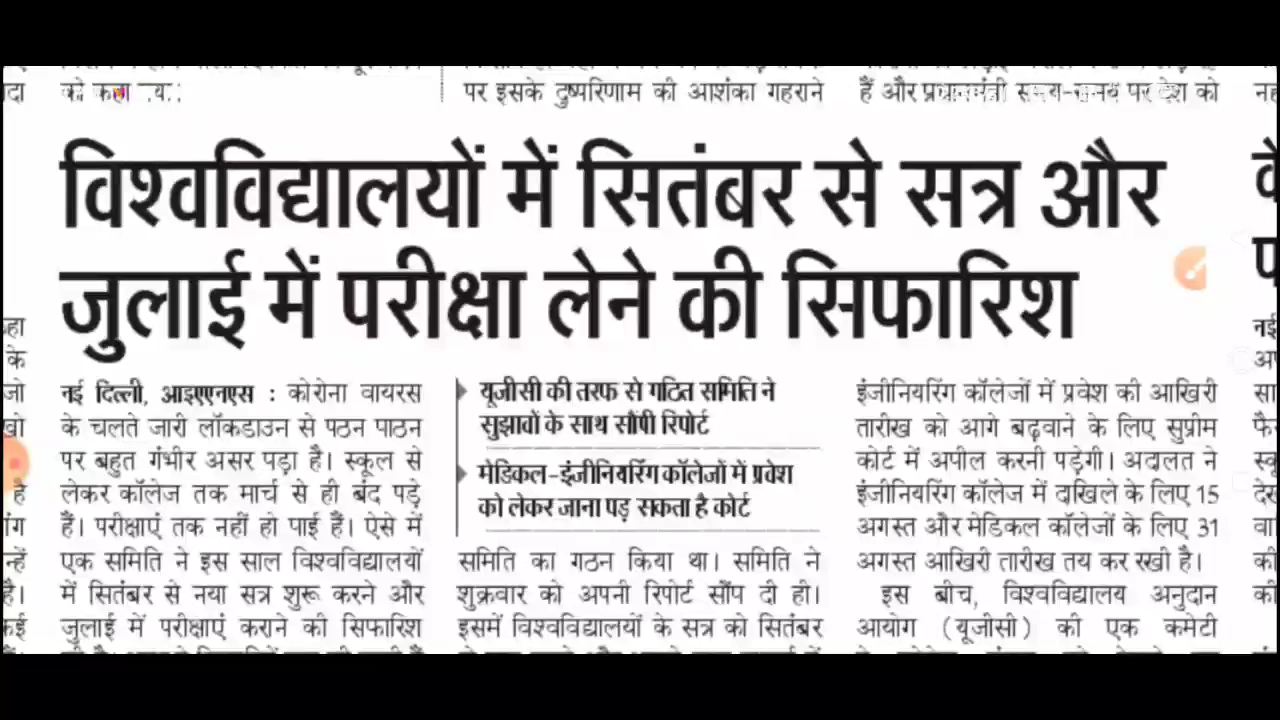 पर इसके दुष्परिणाम की आशंका गहराने
विश्वविद्यालयों में सितंबर से सत्र और
जुलाई में परीक्षा लेने की सिफारिश
नई दिल्ली, आइएएनएस : कोरोना वायरस
के चलते जारी लॉकडाउन से पठन पाठन
पर बहुत गंभीर असर पड़ा है। स्कूल से
लेकर कॉलेज तक मार्च से ही बंद पड़े
हैं। परीक्षाएं तक नहीं हो पाई हैं। ऐसे में
एक समिति ने इस साल विश्वविद्यालयों
में सितंबर से नया सत्र शुरू करने और
जुलाई में परीक्षाएं कराने की सिफारिश
यूजीसी की तरफ से गठित समिति ने
सुझावों के साथ सौंपी रिपोर्ट
मेडिकल-इंजीनियरिंग कॉलेजों में प्रवेश
को लेकर जाना पड़ सकता है कोर्ट
समिति का गठन किया था। समिति ने
शुक्रवार को अपनी रिपोर्ट सौंप दी ही।
इसमें विश्वविद्यालयों के सत्र को सितंबर
इंजीनियरिंग कॉलेजों में प्रवेश की आखिरी
तारीख को आगे बढ़वाने के लिए सुप्रीम
कोर्ट में अपील करनी पड़ेगी। अदालत ने
इंजीनियरिंग कॉलेज में दाखिले के लिए 15
अगस्त और मेडिकल कॉलेजों के लिए 31
अगस्त आखिरी तारीख तय कर रखी है।
इस बीच, विश्वविद्यालय अनुदान
आयोग (यूजीसी) की एक कमेटी